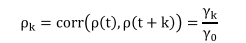 ρₖ = corr(ρ(t), ρ(t + k)) = γₖ/γ₀